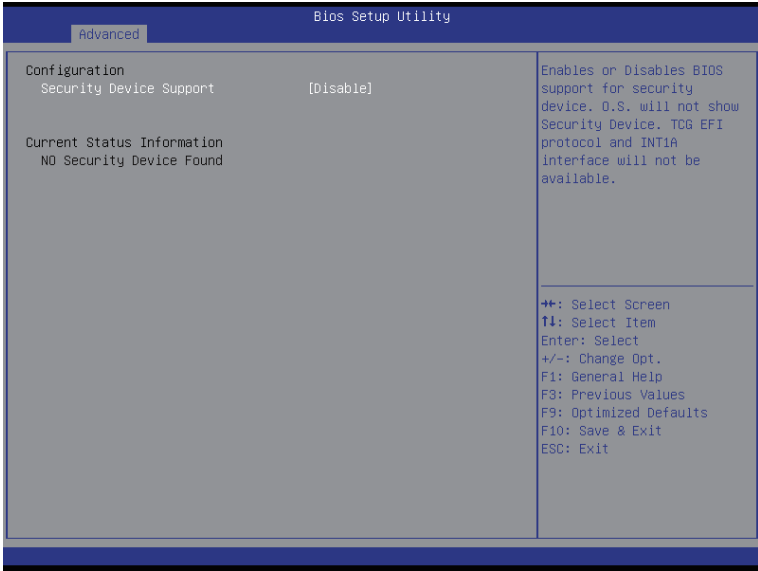 Bios Setup Utility
Advanced
Configuration
Security Device Support [Disable]
Current Status Information
NO Security Device Found
Enables or Disables BIOS
support for security
device. O.S. will not show
Security Device. TCG EFI
protocol and INT1A
interface will not be
available.
→←: Select Screen
↑↓: Select Item
Enter: Select
+/-: Change Opt.
F1: General Help
F3: Previous Values
F9: Optimized Defaults
F10: Save & Exit
ESC: Exit